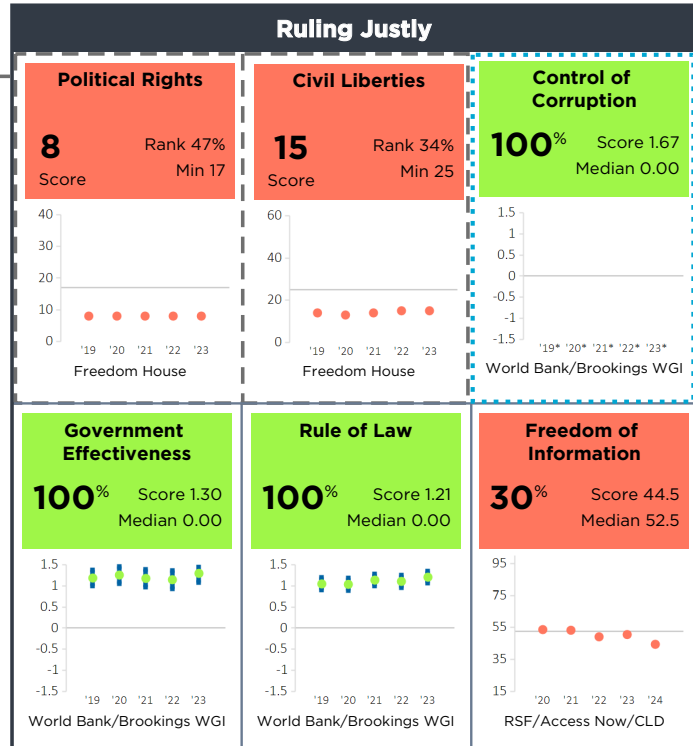 Ruling Justly
Political Rights
8
Score
Rank 47%
Min 17
40
30
20
10
0
'19 '20 '21 '22 '23
Freedom House
Civil Liberties
15
Score
Rank 34%
Min 25
60
40
20
0
'19 '20 '21 '22 '23
Freedom House
Control of
Corruption
100%
Score 1.67
Median 0.00
1.5
1
0
-0.5
-1
-1.5
'19* '20* '21* '22* '23*
World Bank/Brookings WGI
Government
Effectiveness
100%
Score 1.30
Median 0.00
1.5
1
0.5
0
-0.5
-1
-1.5
'19 '20 '21 '22 '23
World Bank/Brookings WGI
Rule of Law
100%
Score 1.21
Median 0.00
1.5
1
0.5
0
-0.5
-1
-1.5
'19 '20 '21 '22 '23
World Bank/Brookings WGI
Freedom of
Information
30%
Score 44.5
Median 52.5
95
75
55
35
15
'20 '21 '22 '23 '24
RSF/Access Now/CLD